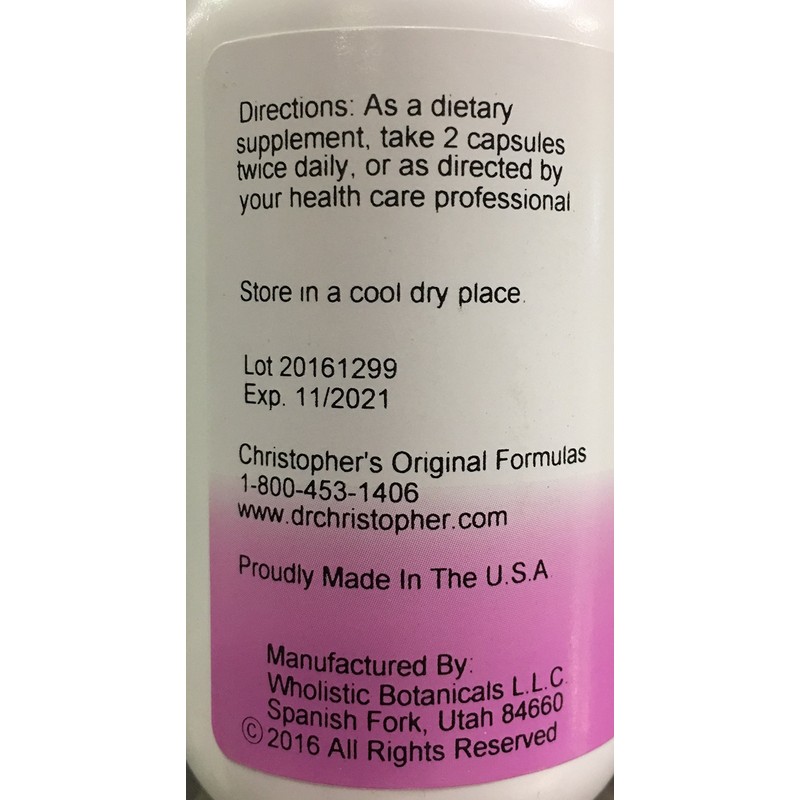 Directions: As a dietary
supplement, take 2 capsules
twice daily, or as directed by
your health care professional
Store in a cool dry place.
Lot 20161299
Exp. 11/2021
Christopher's Original Formulas
1-800-453-1406
www.drchristopher.com
Proudly Made In The U.S.A.
Manufactured By:
Wholistic Botanicals L.L.C.
Spanish Fork, Utah 84660
©2016 All Rights Reserved